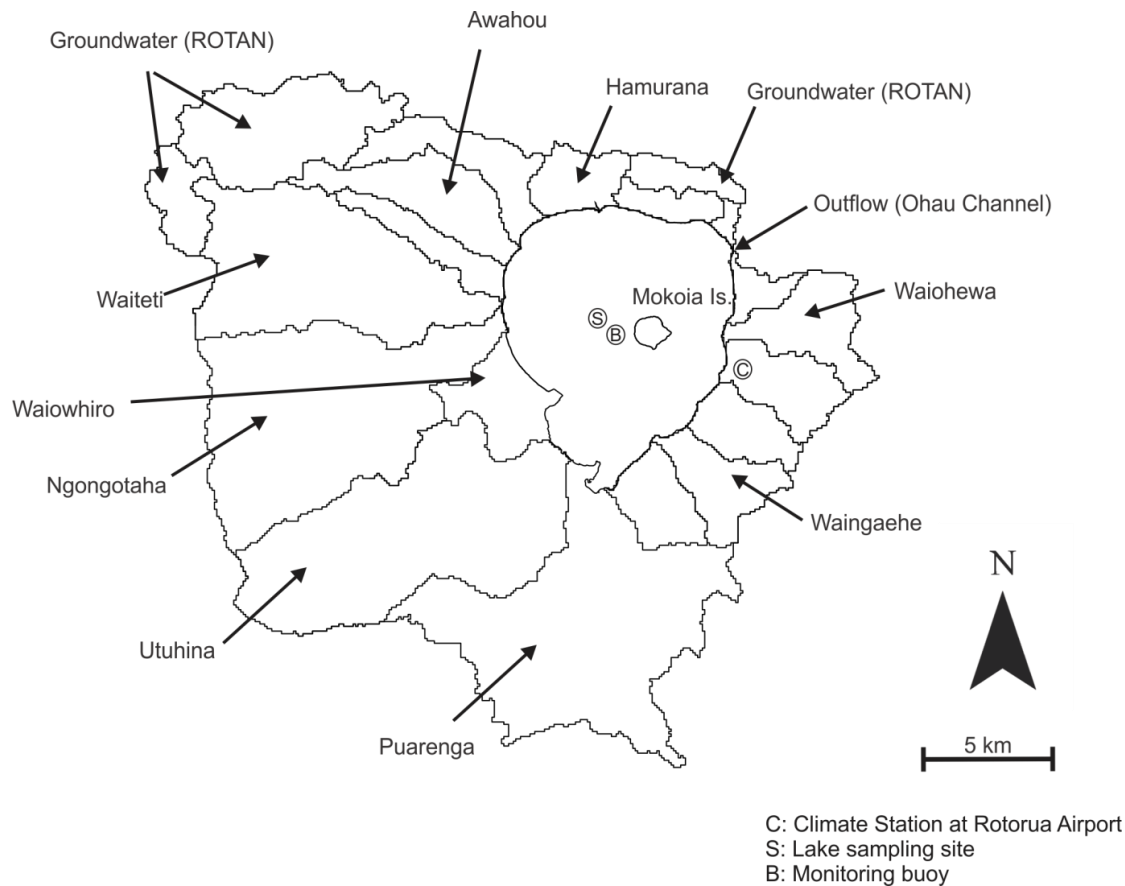 Awahou
Groundwater (ROTAN)
Hamurana
Groundwater (ROTAN)
Outflow (Ohau Channel)
Waiteti
Mokoia Is.
Waiohewa
S
B
C
Waiowhiro
Ngongotaha
Waingaehe
N
Utuhina
Puarenga
5 km
C: Climate Station at Rotorua Airport
S: Lake sampling site
B: Monitoring buoy